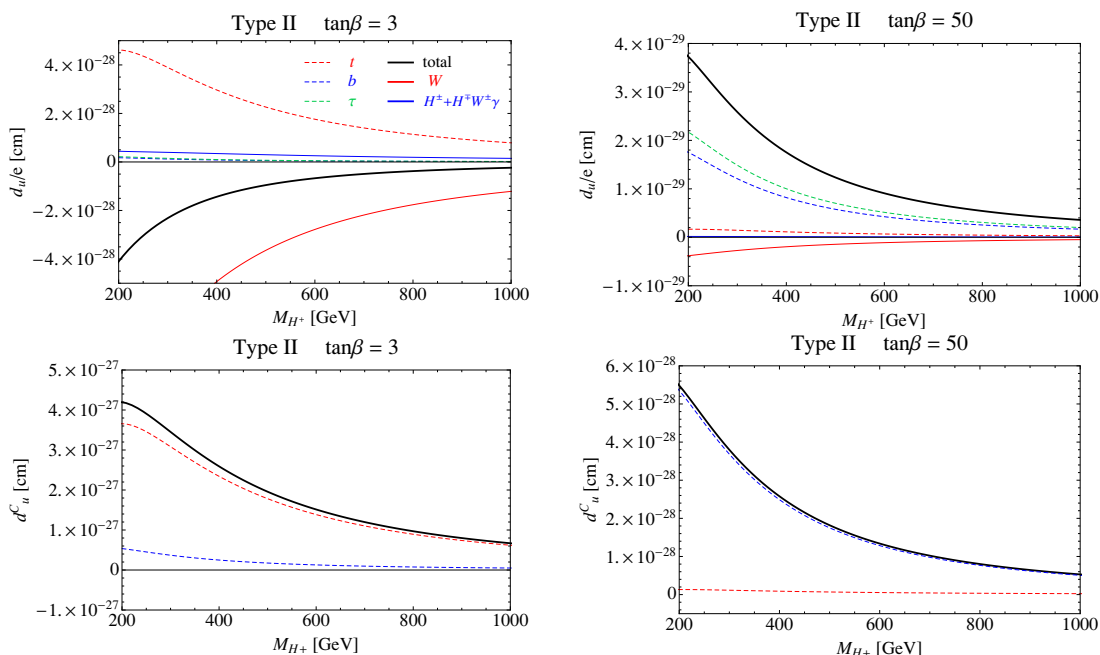 Type II tanβ = 3
4.×10⁻²⁸
2.×10⁻²⁸
0
−2.×10⁻²⁸
−4.×10⁻²⁸
d_u/e [cm]
t total
b W
τ H^±+H^∓W^±γ
200 400 600 800 1000
M_{H^+} [GeV]
Type II tanβ = 50
4.×10⁻²⁹
3.×10⁻²⁹
2.×10⁻²⁹
1.×10⁻²⁹
0
−1.×10⁻²⁹
d_u/e [cm]
200 400 600 800 1000
M_{H^+} [GeV]
Type II tanβ = 3
5.×10⁻²⁷
4.×10⁻²⁷
3.×10⁻²⁷
2.×10⁻²⁷
1.×10⁻²⁷
0
−1.×10⁻²⁷
d^C_u [cm]
200 400 600 800 1000
M_{H+} [GeV]
Type II tanβ = 50
6.×10⁻²⁸
5.×10⁻²⁸
4.×10⁻²⁸
3.×10⁻²⁸
2.×10⁻²⁸
1.×10⁻²⁸
0
d^C_u [cm]
200 400 600 800 1000
M_{H+} [GeV]